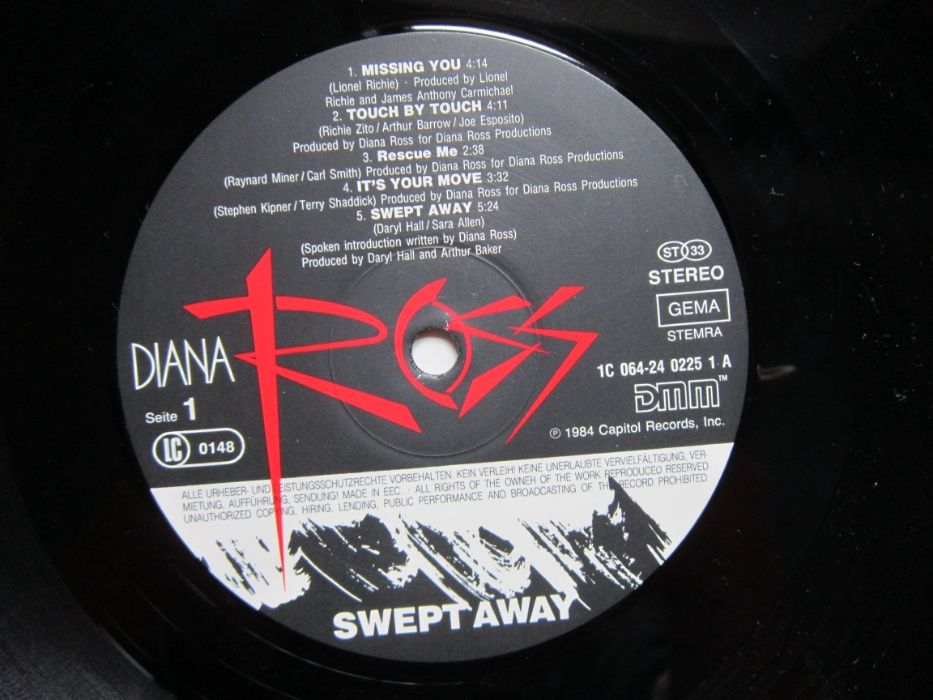 1. MISSING YOU 4:14
(Lionel Richie) · Produced by Lionel
Richie and James Anthony Carmichael
2. TOUCH BY TOUCH 4:11
(Richie Zito/Arthur Barrow/Joe Esposito)
Produced by Diana Ross for Diana Ross Productions
3. Rescue Me 2:38
(Raynard Miner/Carl Smith) Produced by Diana Ross for Diana Ross Productions
4. IT'S YOUR MOVE 3:32
(Stephen Kipner/Terry Shaddick) Produced by Diana Ross for Diana Ross Productions
5. SWEPT AWAY 5:24
(Daryl Hall/Sara Allen)
(Spoken introduction written by Diana Ross)
Produced by Daryl Hall and Arthur Baker
DIANA ROSS
Seite 1
LC 0148
ST 33
STEREO
GEMA
STEMRA
1C 064-24 0225 1 A
DMM™
℗ 1984 Capitol Records, Inc.
ALLE URHEBER- UND LEISTUNGSSCHUTZRECHTE VORBEHALTEN. KEIN VERLEIH! KEINE UNERLAUBTE VERVIELFÄLTIGUNG, VER-
MIETUNG, AUFFÜHRUNG, SENDUNG! MADE IN EEC. · ALL RIGHTS OF THE OWNER OF THE WORK REPRODUCED RESERVED
UNAUTHORIZED COPYING, HIRING, LENDING, PUBLIC PERFORMANCE AND BROADCASTING OF THE RECORD PROHIBITED.
SWEPT AWAY